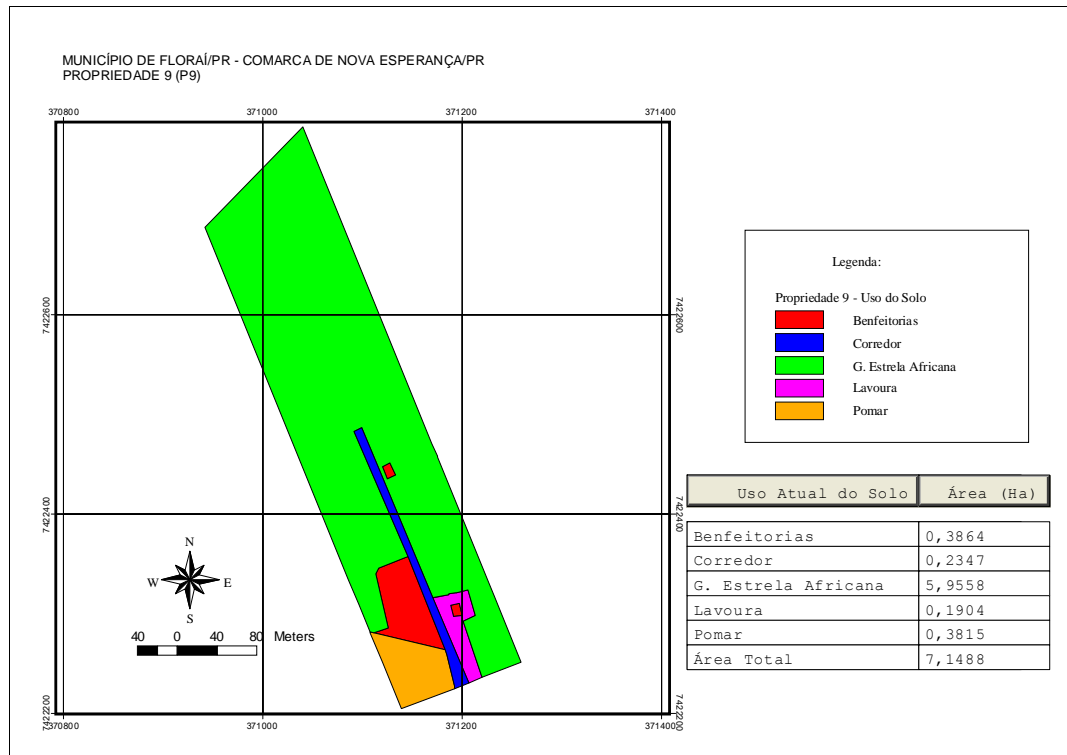 MUNICÍPIO DE FLORAÍ/PR - COMARCA DE NOVA ESPERANÇA/PR
PROPRIEDADE 9 (P9)
370800 371000 371200 371400
7422600 7422600
7422400 7422400
7422200 7422200
370800 371000 371200 371400
N
W E
S
40 0 40 80 Meters
Legenda:
Propriedade 9 - Uso do Solo
Benfeitorias
Corredor
G. Estrela Africana
Lavoura
Pomar
Uso Atual do Solo Área (Ha)
Benfeitorias 0,3864
Corredor 0,2347
G. Estrela Africana 5,9558
Lavoura 0,1904
Pomar 0,3815
Área Total 7,1488